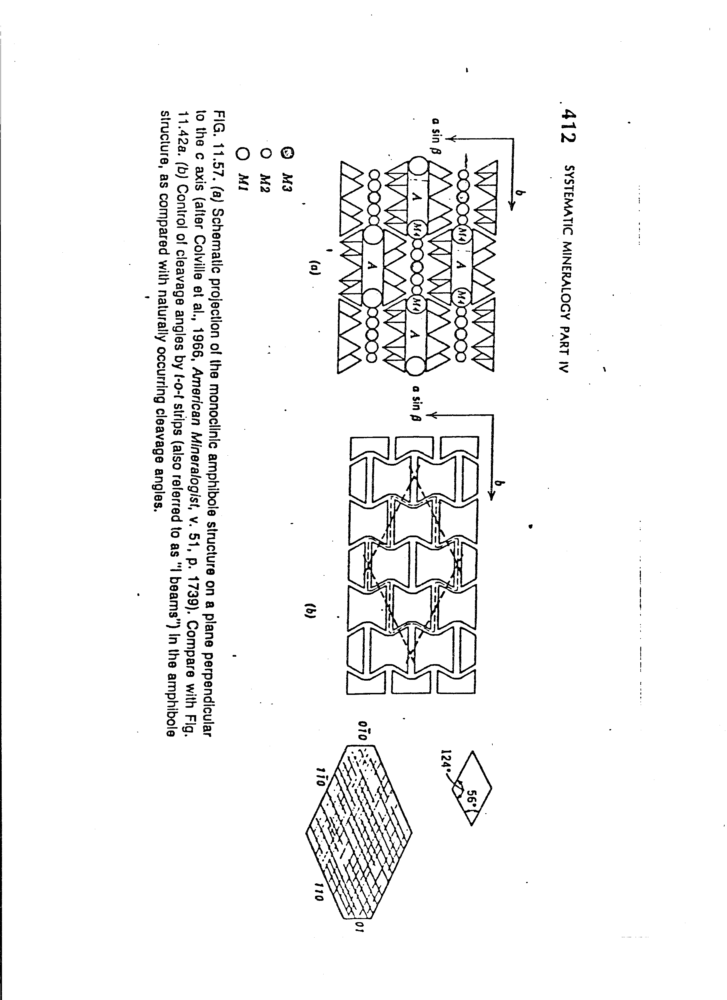 412 SYSTEMATIC MINERALOGY PART IV
b
a sin β
A
M4
M4
A
M4
M4
A
A
(a)
b
a sin β
(b)
56°
124°
010
110
110
01
M3
M2
M1
FIG. 11.57. (a) Schematic projection of the monoclinic amphibole structure on a plane perpendicular
to the c axis (after Colville et al., 1966, American Mineralogist, v. 51, p. 1739). Compare with Fig.
11.42a. (b) Control of cleavage angles by t-o-t strips (also referred to as "I beams") in the amphibole
structure, as compared with naturally occurring cleavage angles.